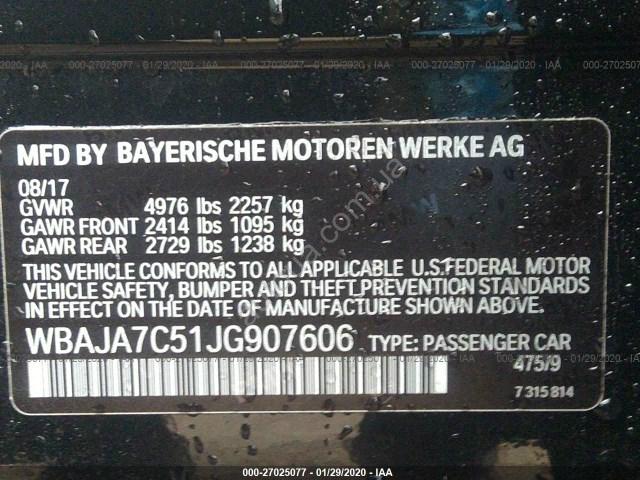 000-27025077 - 01/29/2020 - IAA
MFD BY BAYERISCHE MOTOREN WERKE AG
08/17
GVWR 4976 lbs 2257 kg
GAWR FRONT 2414 lbs 1095 kg
GAWR REAR 2729 lbs 1238 kg
THIS VEHICLE CONFORMS TO ALL APPLICABLE U.S.FEDERAL MOTOR
VEHICLE SAFETY, BUMPER AND THEFT PREVENTION STANDARDS
IN EFFECT ON THE DATE OF MANUFACTURE SHOWN ABOVE.
WBAJA7C51JG907606 TYPE: PASSENGER CAR
475/9
7 315 814
000-27025077 - 01/29/2020 - IAA